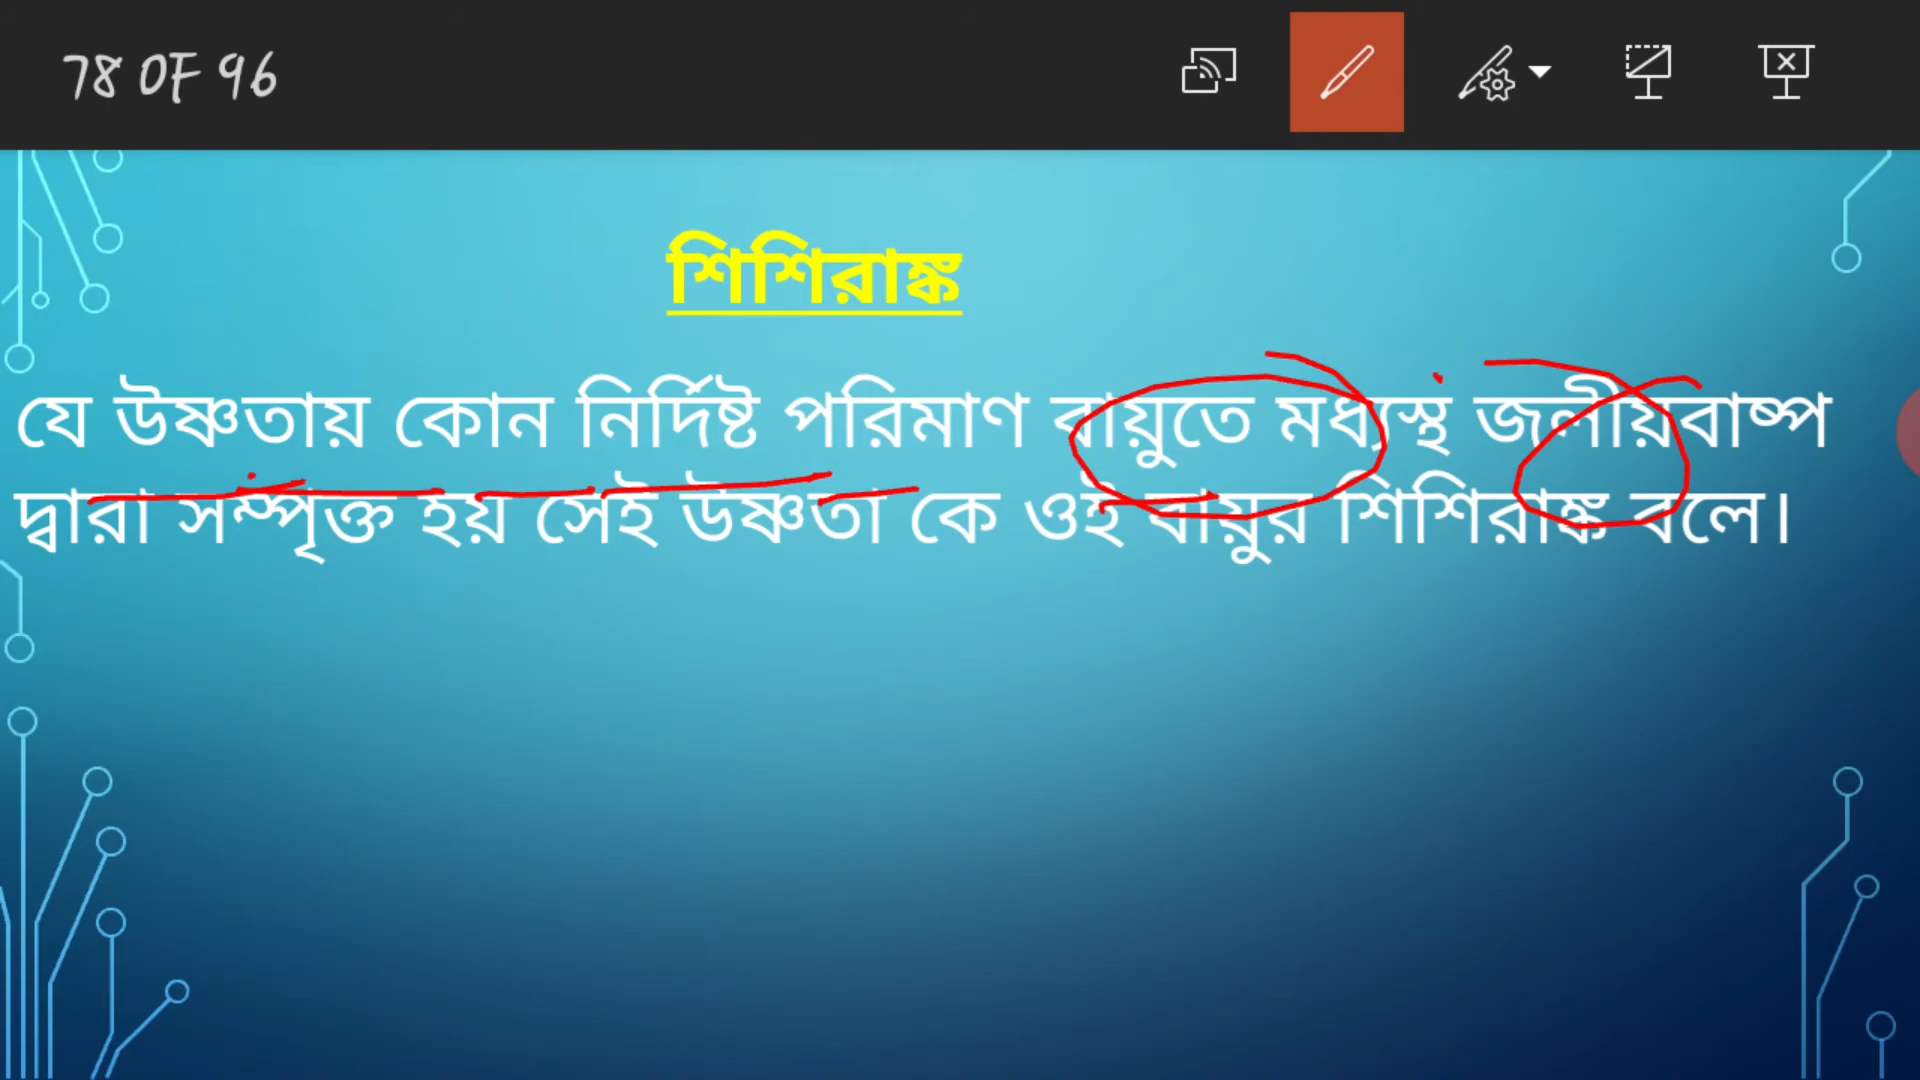 78 OF 96
শিশিরাঙ্ক
যে উষ্ণতায় কোন নির্দিষ্ট পরিমাণ বায়ুতে মধ্যস্থ জলীয়বাষ্প
দ্বারা সম্পৃক্ত হয় সেই উষ্ণতা কে ওই বায়ুর শিশিরাঙ্ক বলে।